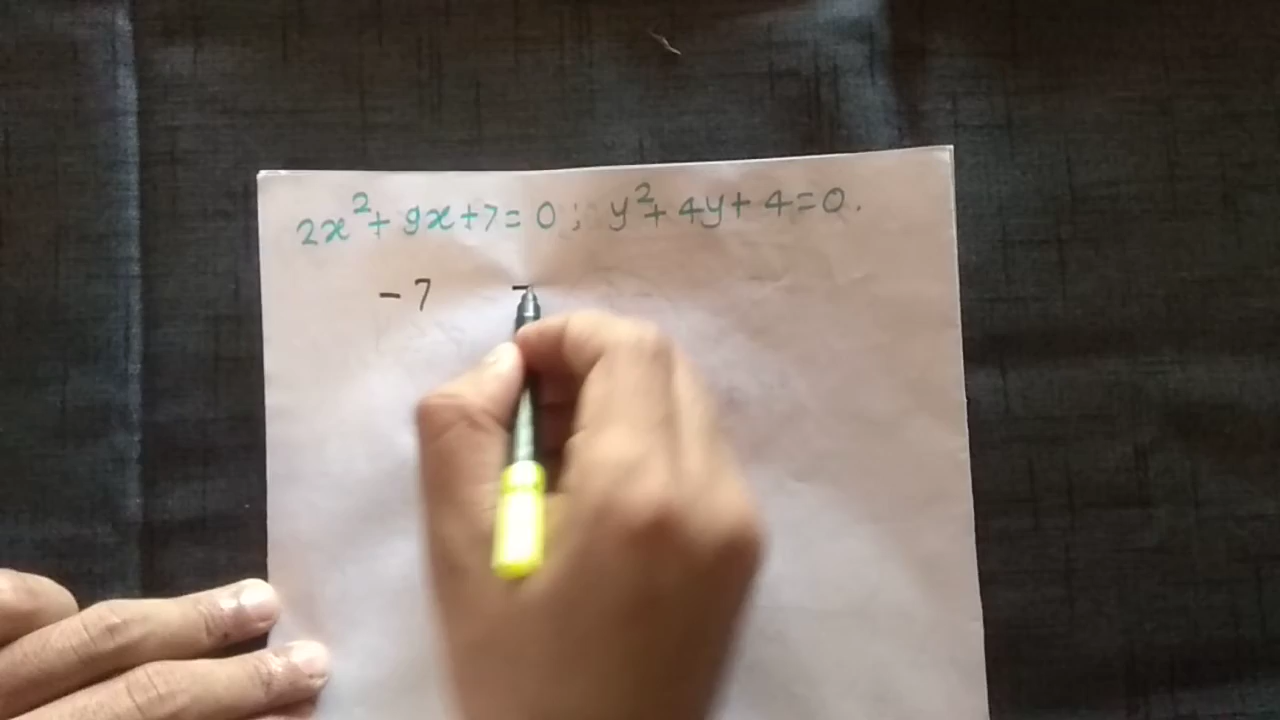 2x²+ 9x+7=0; y²+ 4y+4=0.
-7 -